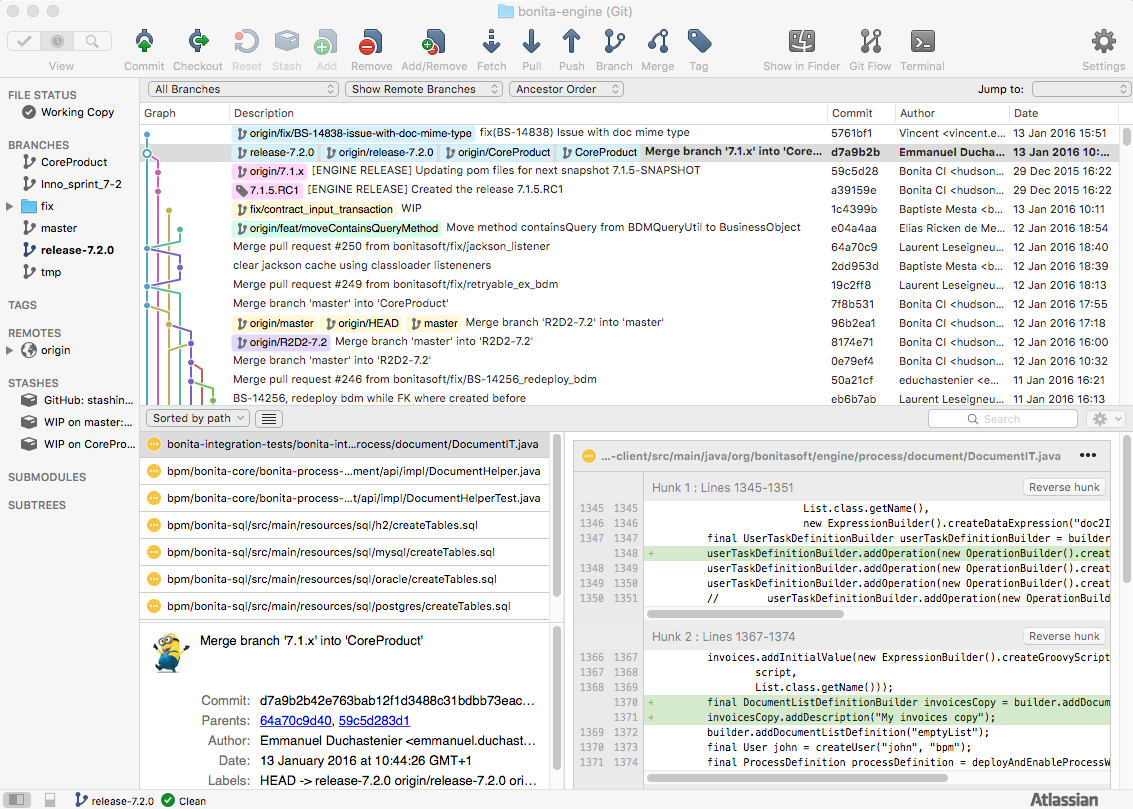 bonita-engine (Git)
View
Commit Checkout Reset Stash Add Remove Add/Remove Fetch Pull Push Branch Merge Tag Show in Finder Git Flow Terminal Settings
All Branches Show Remote Branches Ancestor Order Jump to:
FILE STATUS
Working Copy
BRANCHES
CoreProduct
Inno_sprint_7-2
fix
master
release-7.2.0
tmp
TAGS
REMOTES
origin
STASHES
GitHub: stashin...
WIP on master:...
WIP on CorePro...
SUBMODULES
SUBTREES
Graph Description Commit Author Date
origin/fix/BS-14838-issue-with-doc-mime-type fix(BS-14838) Issue with doc mime type 5761bf1 Vincent <vincent.e... 13 Jan 2016 15:51
release-7.2.0 origin/release-7.2.0 origin/CoreProduct CoreProduct Merge branch '7.1.x' into 'Core... d7a9b2b Emmanuel Ducha... 13 Jan 2016 10:...
origin/7.1.x [ENGINE RELEASE] Updating pom files for next snapshot 7.1.5-SNAPSHOT 59c5d28 Bonita CI <hudson... 29 Dec 2015 16:22
7.1.5.RC1 [ENGINE RELEASE] Created the release 7.1.5.RC1 a39159e Bonita CI <hudson... 29 Dec 2015 16:22
fix/contract_input_transaction WIP 1c4399b Baptiste Mesta <b... 13 Jan 2016 10:11
origin/feat/moveContainsQueryMethod Move method containsQuery from BDMQueryUtil to BusinessObject e04a4aa Elias Ricken de Me... 12 Jan 2016 18:54
Merge pull request #250 from bonitasoft/fix/jackson_listener 64a70c9 Laurent Leseigneu... 12 Jan 2016 18:40
clear jackson cache using classloader listeneners 2dd953d Baptiste Mesta <b... 12 Jan 2016 18:39
Merge pull request #249 from bonitasoft/fix/retryable_ex_bdm 19c2ff8 Laurent Leseigneu... 12 Jan 2016 18:13
Merge branch 'master' into 'CoreProduct' 7f8b531 Bonita CI <hudson... 12 Jan 2016 17:55
origin/master origin/HEAD master Merge branch 'R2D2-7.2' into 'master' 96b2ea1 Bonita CI <hudson... 12 Jan 2016 17:18
origin/R2D2-7.2 Merge branch 'master' into 'R2D2-7.2' 8174e71 Bonita CI <hudson... 12 Jan 2016 16:00
Merge branch 'master' into 'R2D2-7.2' 0e79ef4 Bonita CI <hudson... 12 Jan 2016 10:32
Merge pull request #246 from bonitasoft/fix/BS-14256_redeploy_bdm 50a21cf educhastenier <e... 11 Jan 2016 16:21
BS-14256, redeploy bdm while FK where created before eb6b7ab Laurent Leseigneu... 11 Jan 2016 16:13
Sorted by path Search
bonita-integration-tests/bonita-int...rocess/document/DocumentIT.java
bpm/bonita-core/bonita-process-...ment/api/impl/DocumentHelper.java
bpm/bonita-core/bonita-process-...t/api/impl/DocumentHelperTest.java
bpm/bonita-sql/src/main/resources/sql/h2/createTables.sql
bpm/bonita-sql/src/main/resources/sql/mysql/createTables.sql
bpm/bonita-sql/src/main/resources/sql/oracle/createTables.sql
bpm/bonita-sql/src/main/resources/sql/postgres/createTables.sql
Merge branch '7.1.x' into 'CoreProduct'
Commit: d7a9b2b42e763bab12f1d3488c31bdbb73eac...
Parents: 64a70c9d40, 59c5d283d1
Author: Emmanuel Duchastenier <emmanuel.duchast...
Date: 13 January 2016 at 10:44:26 GMT+1
Labels: HEAD -> release-7.2.0 origin/release-7.2.0 ori...
...-client/src/main/java/org/bonitasoft/engine/process/document/DocumentIT.java •••
Hunk 1 : Lines 1345-1351 Reverse hunk
1345 1345 List.class.getName(),
1346 1346 new ExpressionBuilder().createDataExpression("doc2I
1347 1347 final UserTaskDefinitionBuilder userTaskDefinitionBuilder = builder
1348 + userTaskDefinitionBuilder.addOperation(new OperationBuilder().creat
1348 1349 userTaskDefinitionBuilder.addOperation(new OperationBuilder().creat
1349 1350 userTaskDefinitionBuilder.addOperation(new OperationBuilder().creat
1350 1351 // userTaskDefinitionBuilder.addOperation(new OperationBuild
Hunk 2 : Lines 1367-1374 Reverse hunk
1366 1367 invoices.addInitialValue(new ExpressionBuilder().createGroovyScript
1367 1368 script,
1368 1369 List.class.getName()));
1370 + final DocumentListDefinitionBuilder invoicesCopy = builder.addDocum
1371 + invoicesCopy.addDescription("My invoices copy");
1369 1372 builder.addDocumentListDefinition("emptyList");
1370 1373 final User john = createUser("john", "bpm");
1371 1374 final ProcessDefinition processDefinition = deployAndEnableProcessW
release-7.2.0 Clean Atlassian